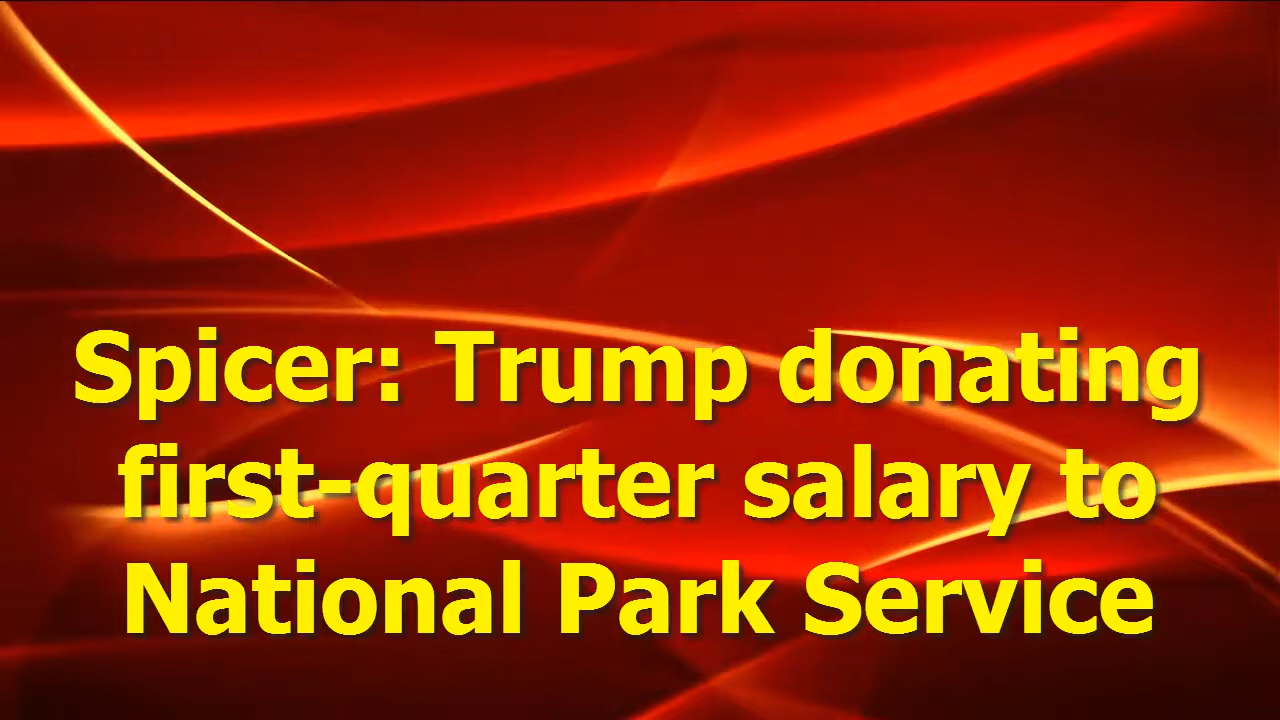 Spicer: Trump donating
first-quarter salary to
National Park Service